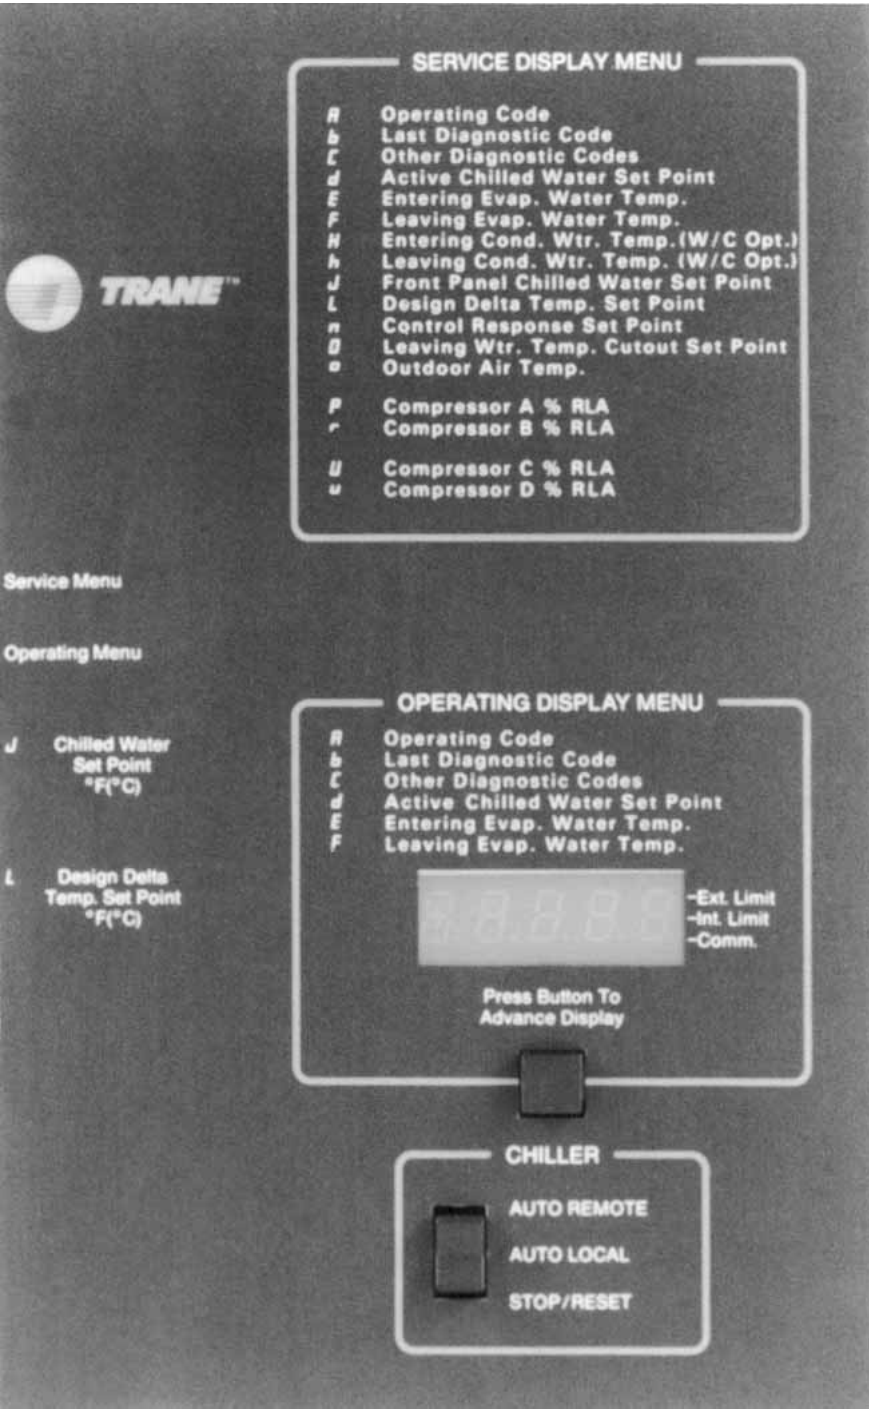 SERVICE DISPLAY MENU
A Operating Code
b Last Diagnostic Code
C Other Diagnostic Codes
d Active Chilled Water Set Point
E Entering Evap. Water Temp.
F Leaving Evap. Water Temp.
H Entering Cond. Wtr. Temp.(W/C Opt.)
h Leaving Cond. Wtr. Temp. (W/C Opt.)
J Front Panel Chilled Water Set Point
L Design Delta Temp. Set Point
n Control Response Set Point
O Leaving Wtr. Temp. Cutout Set Point
o Outdoor Air Temp.
P Compressor A % RLA
r Compressor B % RLA
U Compressor C % RLA
u Compressor D % RLA
TRANE™
Service Menu
Operating Menu
J Chilled Water
Set Point
°F(°C)
L Design Delta
Temp. Set Point
°F(°C)
OPERATING DISPLAY MENU
A Operating Code
b Last Diagnostic Code
C Other Diagnostic Codes
d Active Chilled Water Set Point
E Entering Evap. Water Temp.
F Leaving Evap. Water Temp.
-Ext. Limit
-Int. Limit
-Comm.
Press Button To
Advance Display
CHILLER
AUTO REMOTE
AUTO LOCAL
STOP/RESET